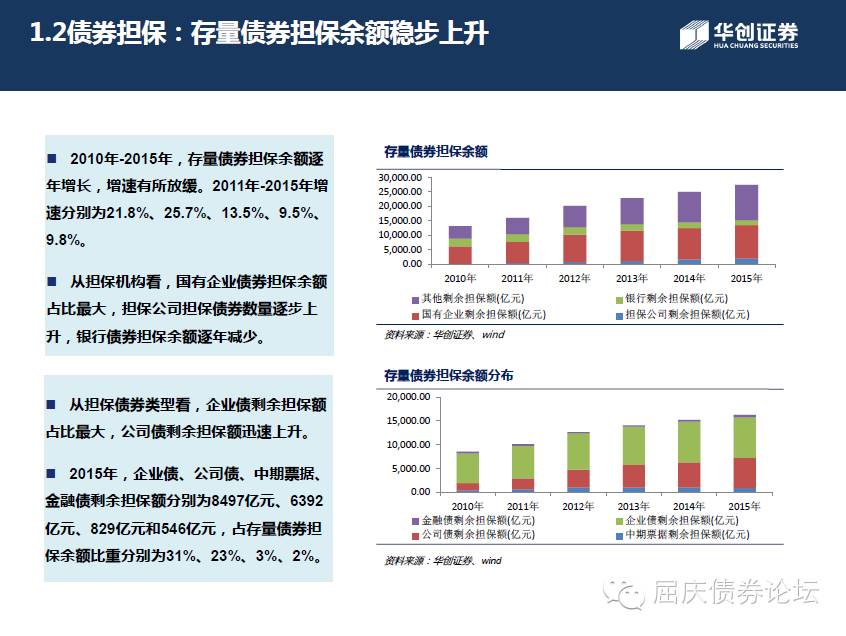 1.2债券担保：存量债券担保余额稳步上升
华创证券
HUA CHUANG SECURITIES
■ 2010年-2015年，存量债券担保余额逐
年增长，增速有所放缓。2011年-2015年增
速分别为21.8%、25.7%、13.5%、9.5%、
9.8%。
■ 从担保机构看，国有企业债券担保余额
占比最大，担保公司担保债券数量逐步上
升，银行债券担保余额逐年减少。
■ 从担保债券类型看，企业债剩余担保额
占比最大，公司债剩余担保额迅速上升。
■ 2015年，企业债、公司债、中期票据、
金融债剩余担保额分别为8497亿元、6392
亿元、829亿元和546亿元，占存量债券担
保余额比重分别为31%、23%、3%、2%。
存量债券担保余额
30,000.00
25,000.00
20,000.00
15,000.00
10,000.00
5,000.00
0.00
2010年 2011年 2012年 2013年 2014年 2015年
其他剩余担保额(亿元) 银行剩余担保额(亿元)
国有企业剩余担保额(亿元) 担保公司剩余担保额(亿元)
资料来源：华创证券、wind
存量债券担保余额分布
20,000.00
15,000.00
10,000.00
5,000.00
0.00
2010年 2011年 2012年 2013年 2014年 2015年
金融债剩余担保额(亿元) 企业债剩余担保额(亿元)
公司债剩余担保额(亿元) 中期票据剩余担保额(亿元)
资料来源：华创证券、wind
屈庆债券论坛